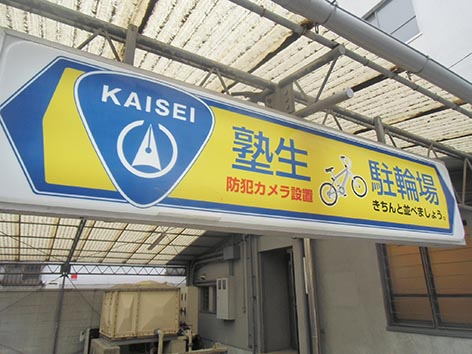 KAISEI
塾生
防犯カメラ設置
駐輪場
きちんと並べましょう。